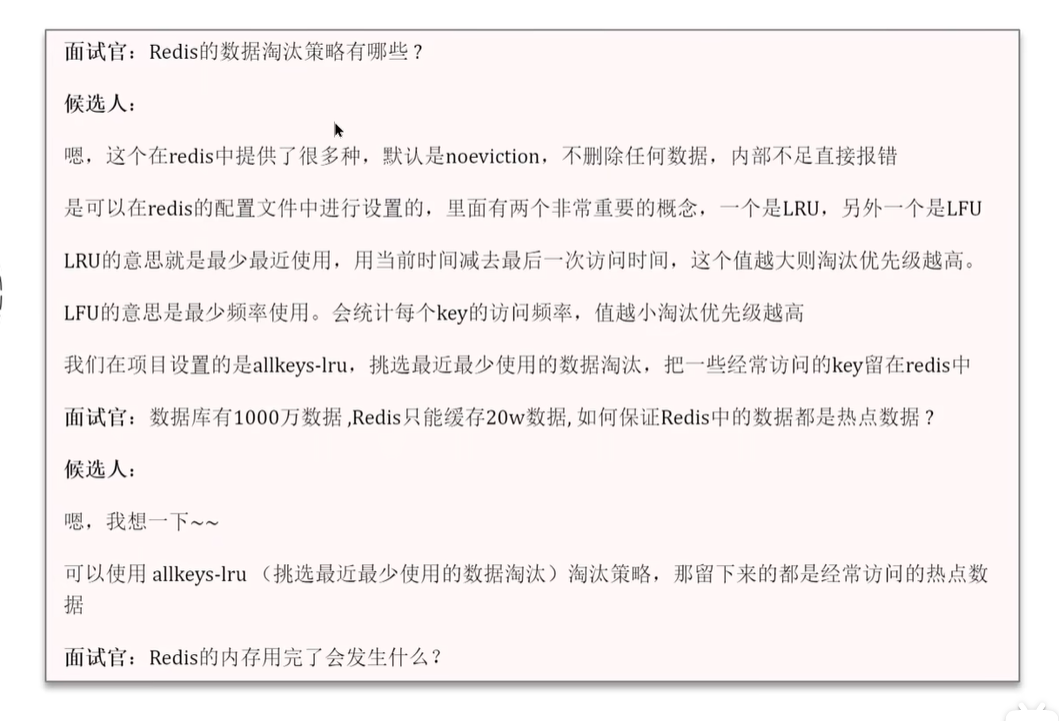 面试官：Redis的数据淘汰策略有哪些？
候选人：
嗯，这个在redis中提供了很多种，默认是noeviction，不删除任何数据，内部不足直接报错
是可以在redis的配置文件中进行设置的，里面有两个非常重要的概念，一个是LRU，另外一个是LFU
LRU的意思就是最少最近使用，用当前时间减去最后一次访问时间，这个值越大则淘汰优先级越高。
LFU的意思是最少频率使用。会统计每个key的访问频率，值越小淘汰优先级越高
我们在项目设置的是allkeys-lru，挑选最近最少使用的数据淘汰，把一些经常访问的key留在redis中
面试官：数据库有1000万数据 ,Redis只能缓存20w数据, 如何保证Redis中的数据都是热点数据 ?
候选人：
嗯，我想一下~~
可以使用 allkeys-lru （挑选最近最少使用的数据淘汰）淘汰策略，那留下来的都是经常访问的热点数
据
面试官：Redis的内存用完了会发生什么？